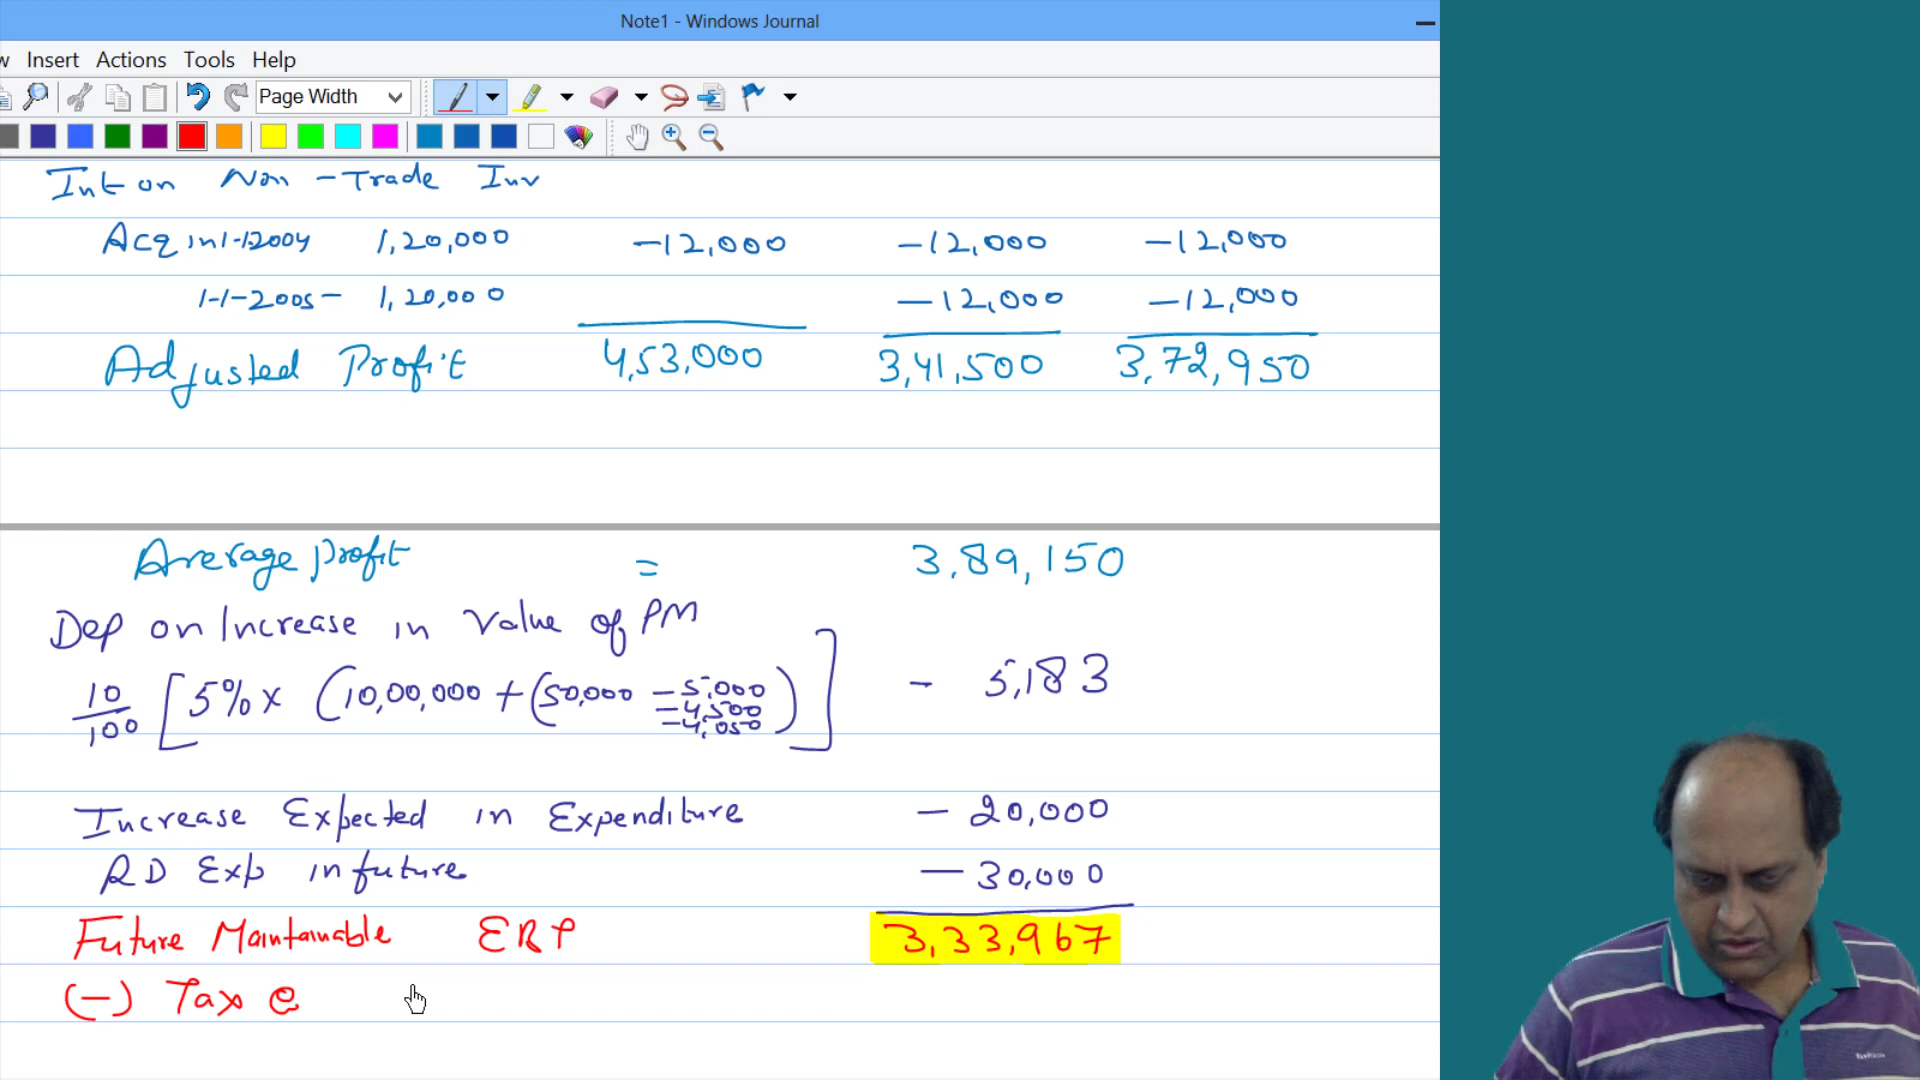 Note1 - Windows Journal
w Insert Actions Tools Help
Page Width
Int on Non - Trade Inv
Acq in 1-1-2004 1,20,000 -12,000 -12,000 -12,000
1-1-2005 - 1,20,000 -12,000 -12,000
Adjusted Profit 4,53,000 3,41,500 3,72,950
Average profit = 3,89,150
Dep on Increase in Value of PM
10/100 [5% x (10,00,000 + (50,000 -5,000 -4,500 -4,050)] - 5,183
Increase Expected in Expenditure - 20,000
RD Exp in future - 30,000
Future Maintainable EBT 3,33,967
(-) Tax @